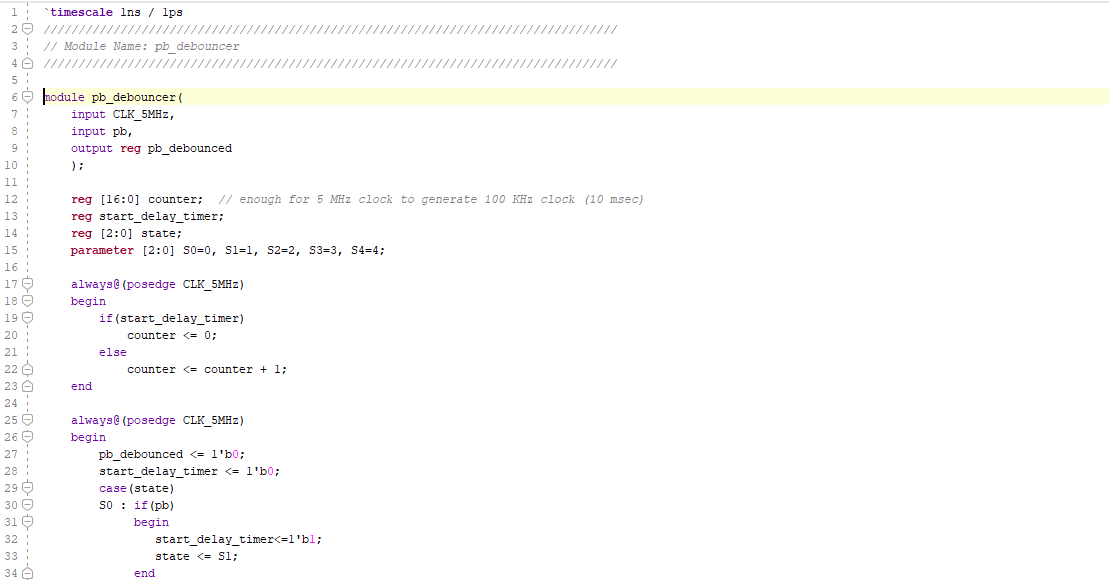 1 `timescale 1ns / 1ps
2 //////////////////////////////////////////////////////////////////////////////////
3 // Module Name: pb_debouncer
4 //////////////////////////////////////////////////////////////////////////////////
5
6 module pb_debouncer(
7 input CLK_5MHz,
8 input pb,
9 output reg pb_debounced
10 );
11
12 reg [16:0] counter; // enough for 5 MHz clock to generate 100 KHz clock (10 msec)
13 reg start_delay_timer;
14 reg [2:0] state;
15 parameter [2:0] S0=0, S1=1, S2=2, S3=3, S4=4;
16
17 always@(posedge CLK_5MHz)
18 begin
19 if(start_delay_timer)
20 counter <= 0;
21 else
22 counter <= counter + 1;
23 end
24
25 always@(posedge CLK_5MHz)
26 begin
27 pb_debounced <= 1'b0;
28 start_delay_timer <= 1'b0;
29 case(state)
30 S0 : if(pb)
31 begin
32 start_delay_timer<=1'b1;
33 state <= S1;
34 end